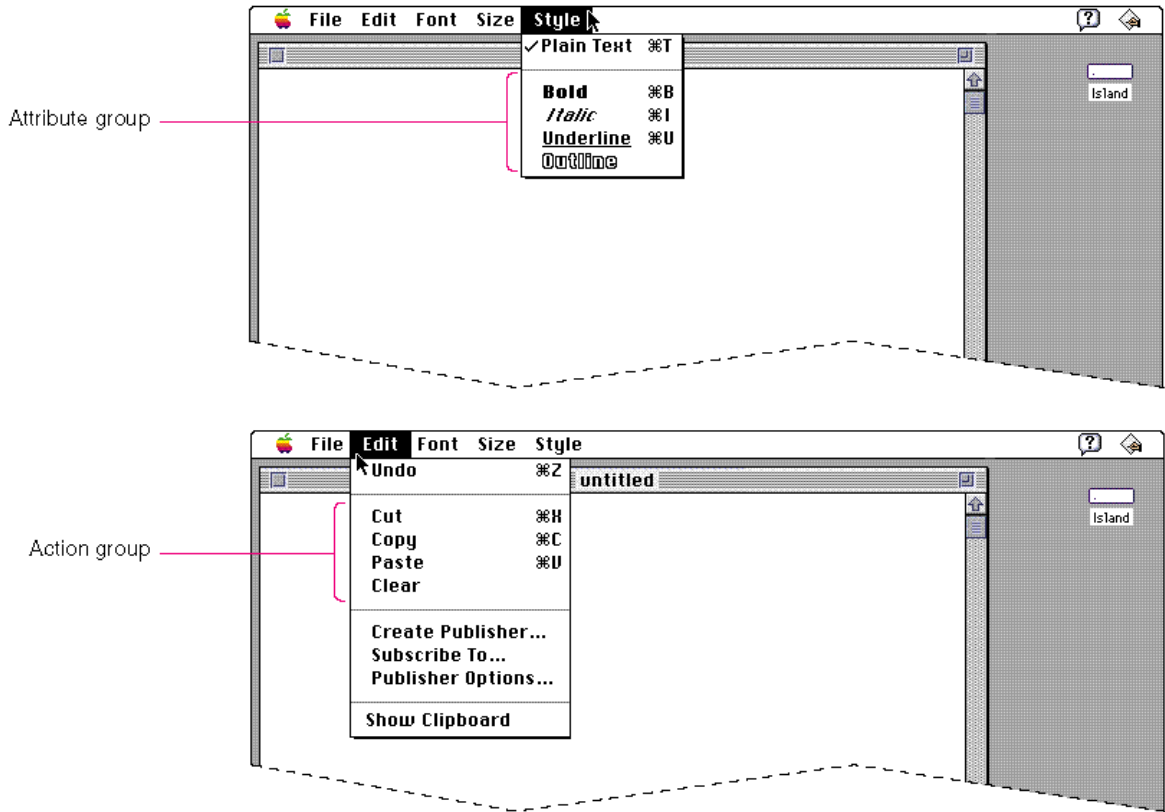 File Edit Font Size Style
✓Plain Text ⌘T
Bold ⌘B
Italic ⌘I
Underline ⌘U
Outline
Island
Attribute group
File Edit Font Size Style
Undo ⌘Z
untitled
Cut ⌘X
Copy ⌘C
Paste ⌘V
Clear
Island
Action group
Create Publisher...
Subscribe To...
Publisher Options...
Show Clipboard